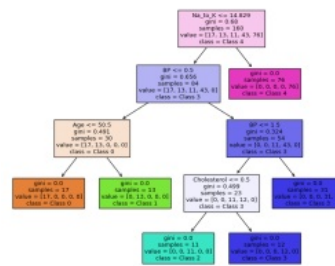 Na_to_K <= 14.829
gini = 0.69
samples = 160
value = [17, 13, 11, 43, 76]
class = Class 4
BP <= 0.5
gini = 0.656
samples = 84
value = [17, 13, 11, 43, 0]
class = Class 3
gini = 0.0
samples = 76
value = [0, 0, 0, 0, 76]
class = Class 4
Age <= 50.5
gini = 0.491
samples = 30
value = [17, 13, 0, 0, 0]
class = Class 0
BP <= 1.5
gini = 0.324
samples = 54
value = [0, 0, 11, 43, 0]
class = Class 3
gini = 0.0
samples = 17
value = [17, 0, 0, 0, 0]
class = Class 0
gini = 0.0
samples = 13
value = [0, 13, 0, 0, 0]
class = Class 1
Cholesterol <= 0.5
gini = 0.499
samples = 23
value = [0, 0, 11, 12, 0]
class = Class 3
gini = 0.0
samples = 31
value = [0, 0, 0, 31,
class = Class 3
gini = 0.0
samples = 11
value = [0, 0, 11, 0, 0]
class = Class 2
gini = 0.0
samples = 12
value = [0, 0, 0, 12, 0]
class = Class 3